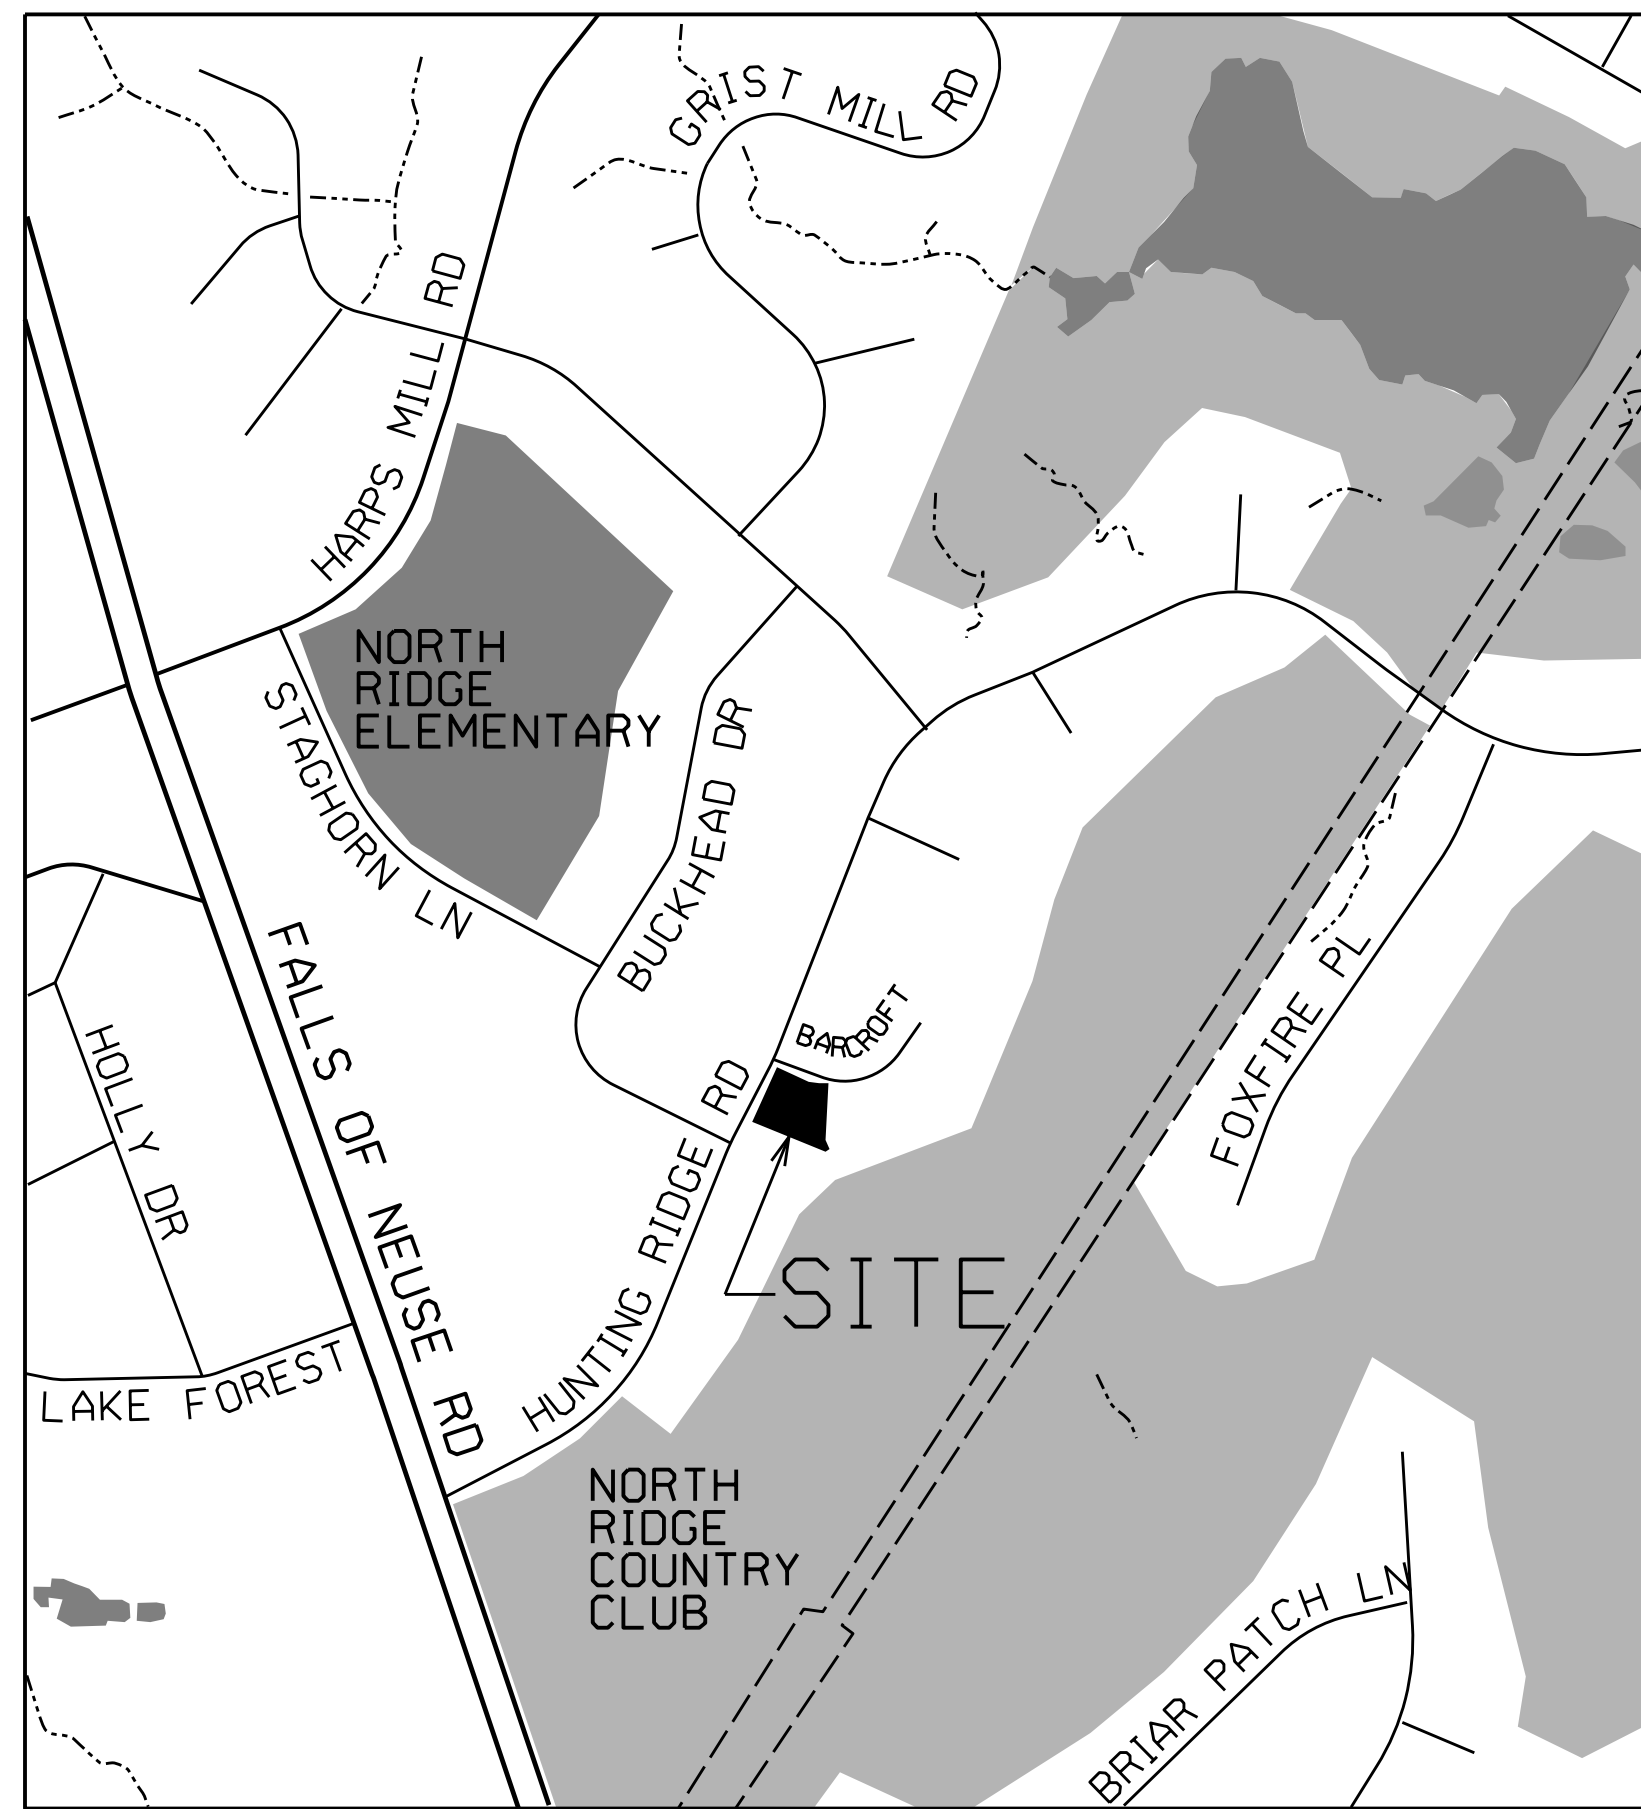 GRIST MILL RD
HARPS MILL RD
NORTH
RIDGE
ELEMENTARY
STAGHORN LN
BUCKHEAD DR
FALLS OF NEUSE RD
BARCROFT
FOXFIRE PL
HOLLY DR
HUNTING RIDGE RD
SITE
LAKE FOREST
NORTH
RIDGE
COUNTRY
CLUB
BRIAR PATCH LN